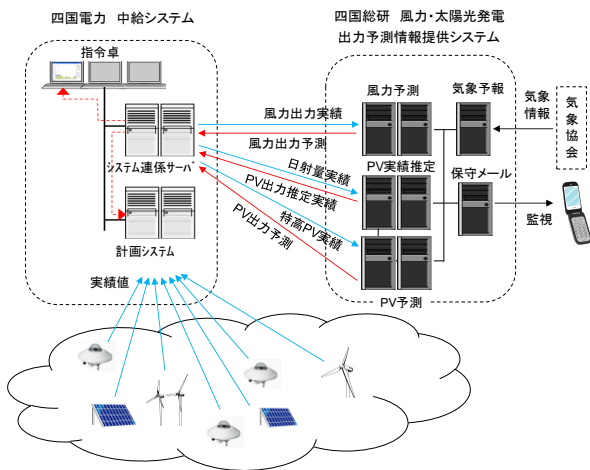 四国電力 中給システム
四国総研 風力・太陽光発電
出力予測情報提供システム
指令卓
システム連係サーバ
計画システム
実績値
風力出力実績
風力出力予測
日射量実績
PV出力推定実績
特高PV実績
PV出力予測
風力予測
気象予報
PV実績推定
保守メール
PV予測
気象
情報
気象協会
監視